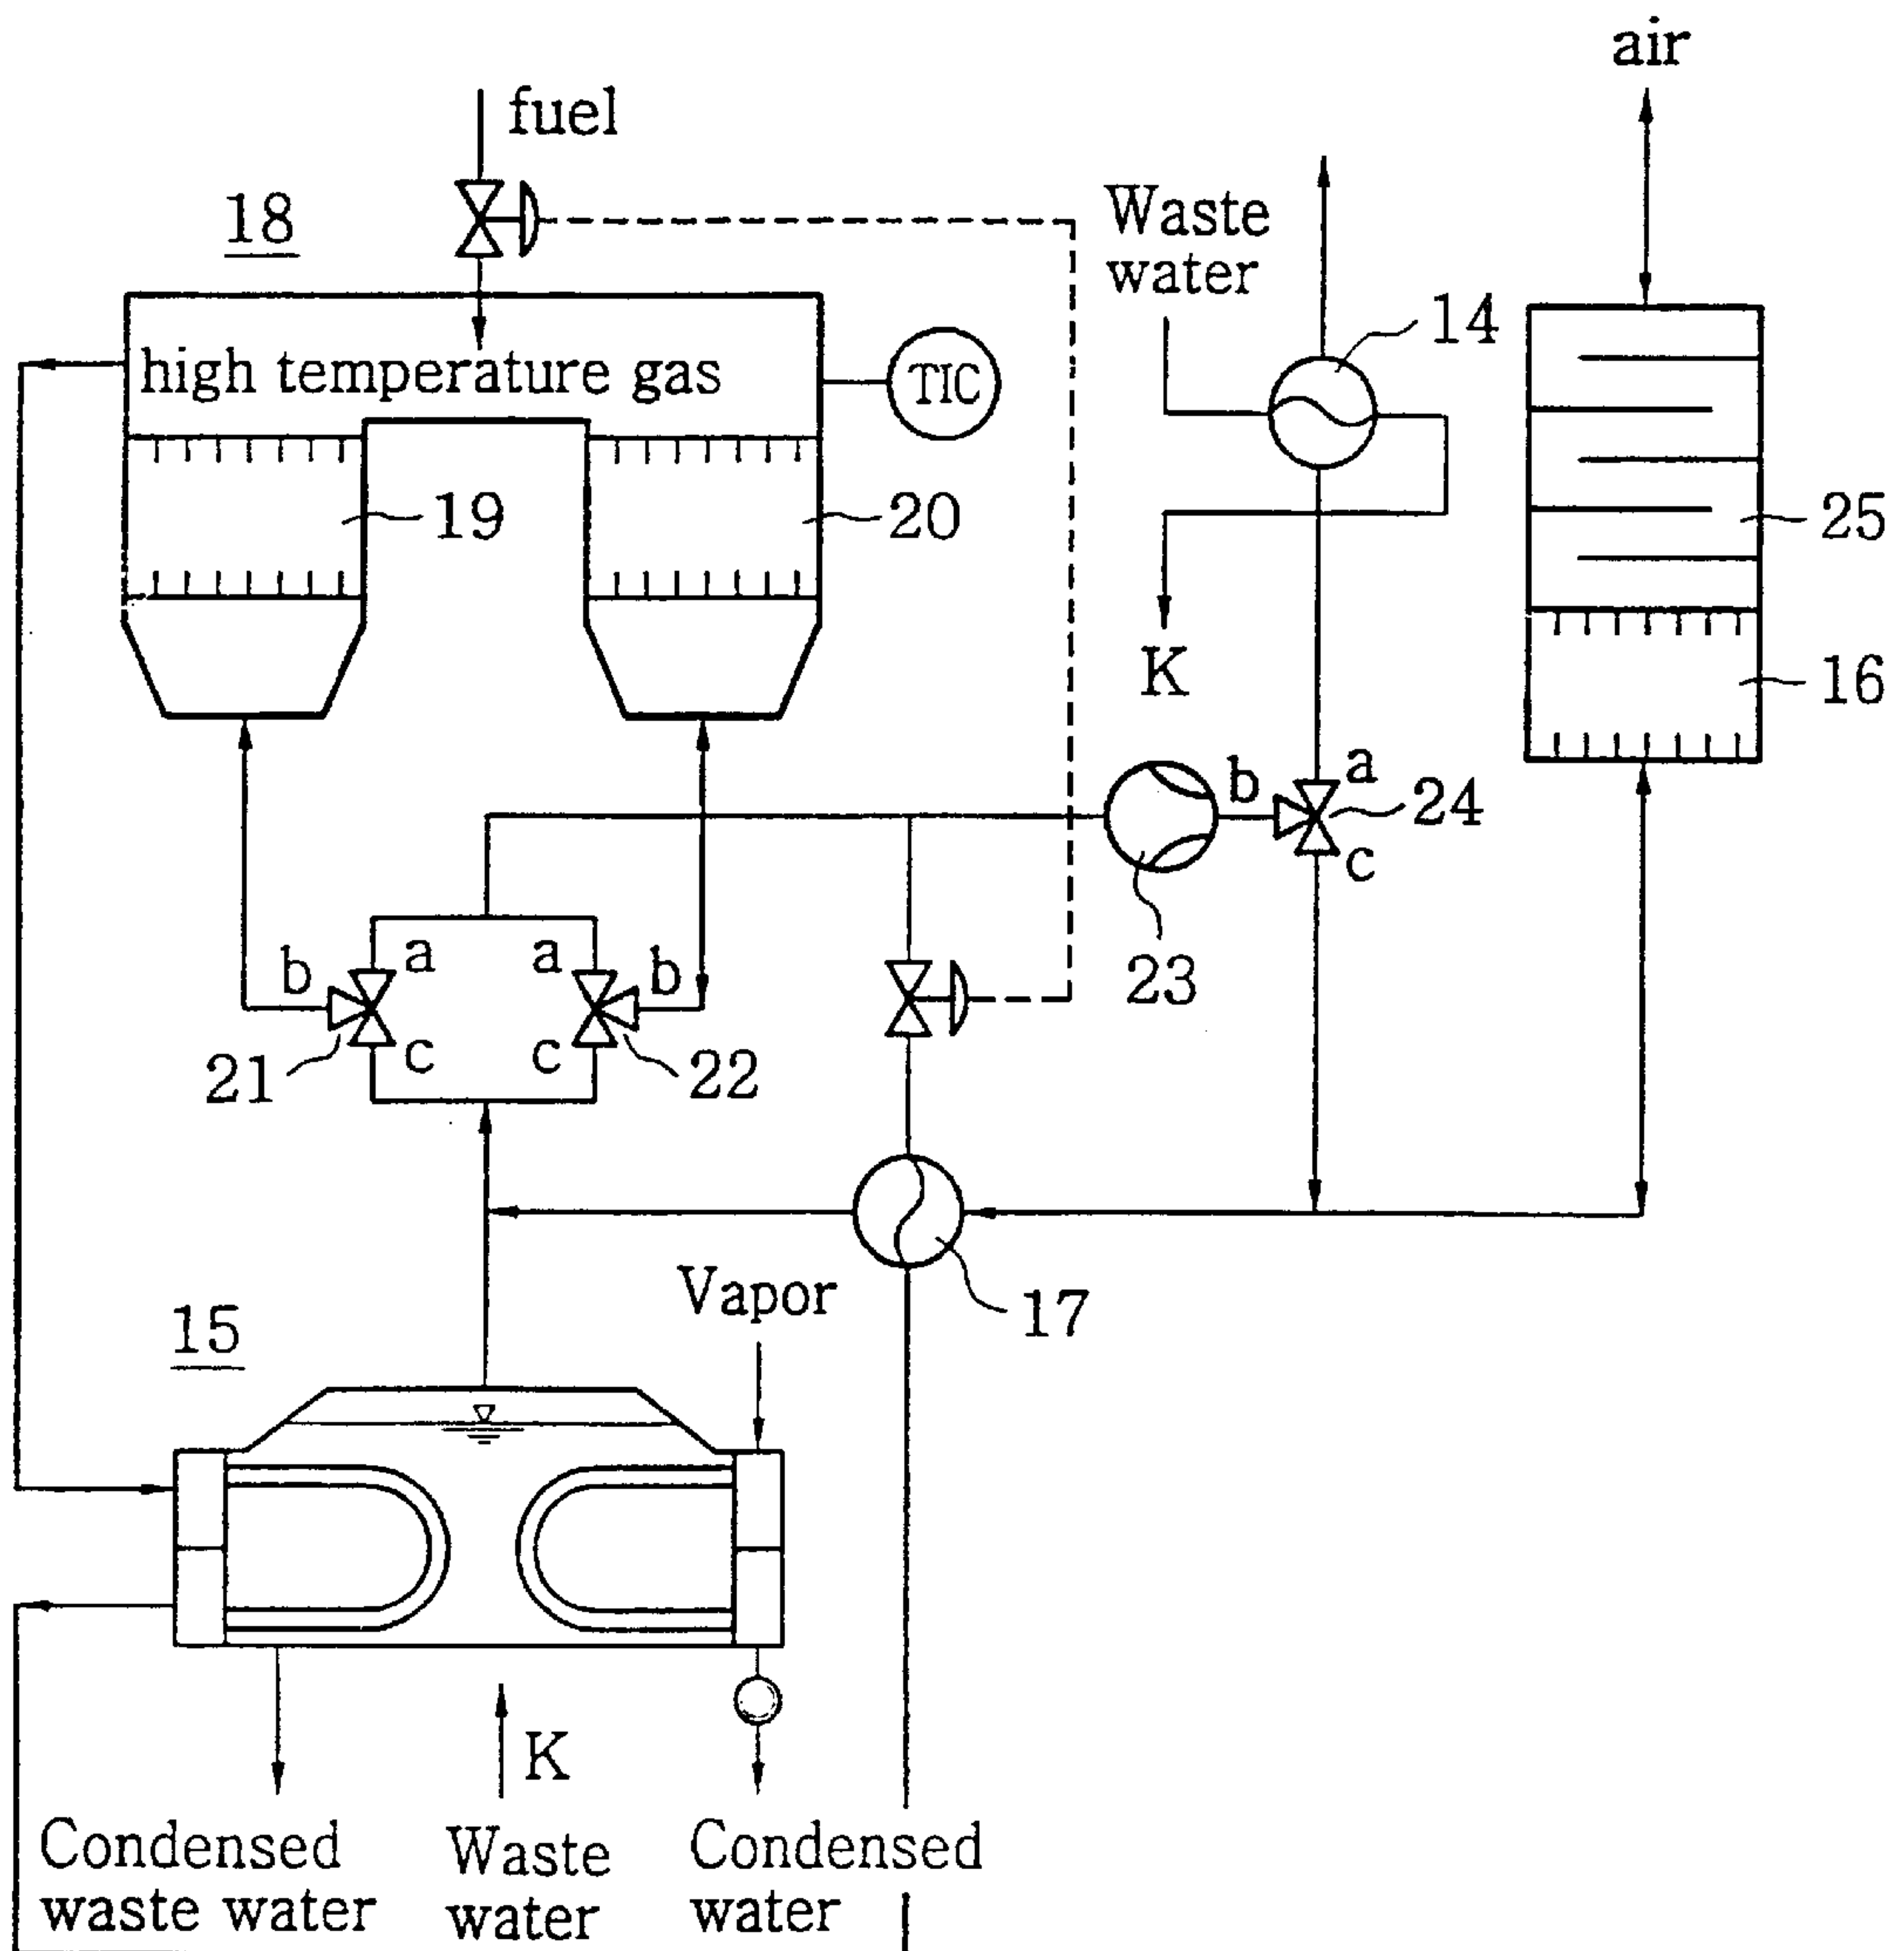 air
fuel
18
Waste
water
14
high temperature gas
TIC
19
20
25
K
16
b
a
24
c
23
b
a
a
b
c
c
21
22
17
Vapor
15
K
Condensed
waste water
Waste
water
Condensed
water